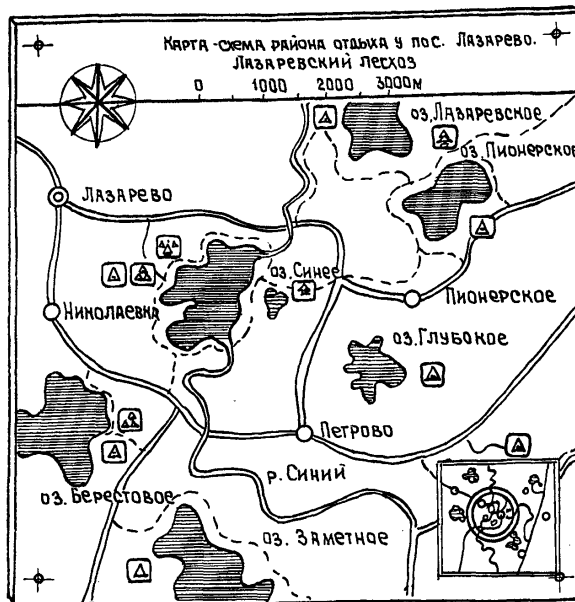 Карта-схема района отдыха у пос. Лазарево.
Лазаревский лесхоз
0 1000 2000 3000м
оз. Лазаревское
оз. Пионерское
Лазарево
оз. Синее
Николаевка
Пионерское
оз. Глубокое
Петрово
р. Синий
оз. Берестовое
оз. Заметное